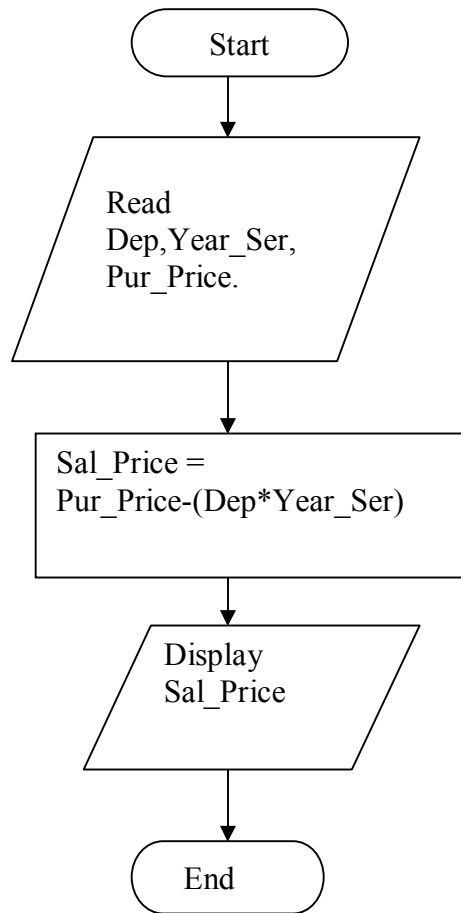 Start
Read
Dep,Year_Ser,
Pur_Price.
Sal_Price =
Pur_Price-(Dep*Year_Ser)
Display
Sal_Price
End